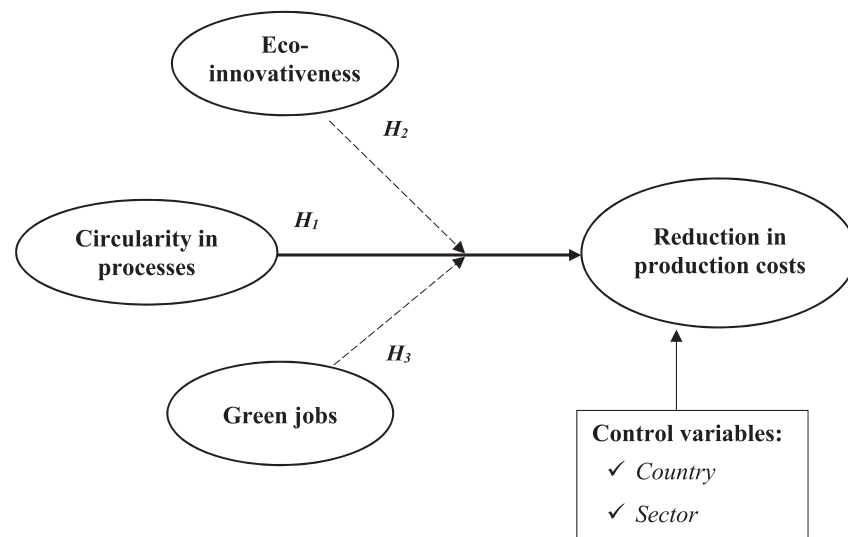 Eco-
innovativeness
H₂
H₁
Circularity in
processes
Reduction in
production costs
H₃
Green jobs
Control variables:
✓ Country
✓ Sector